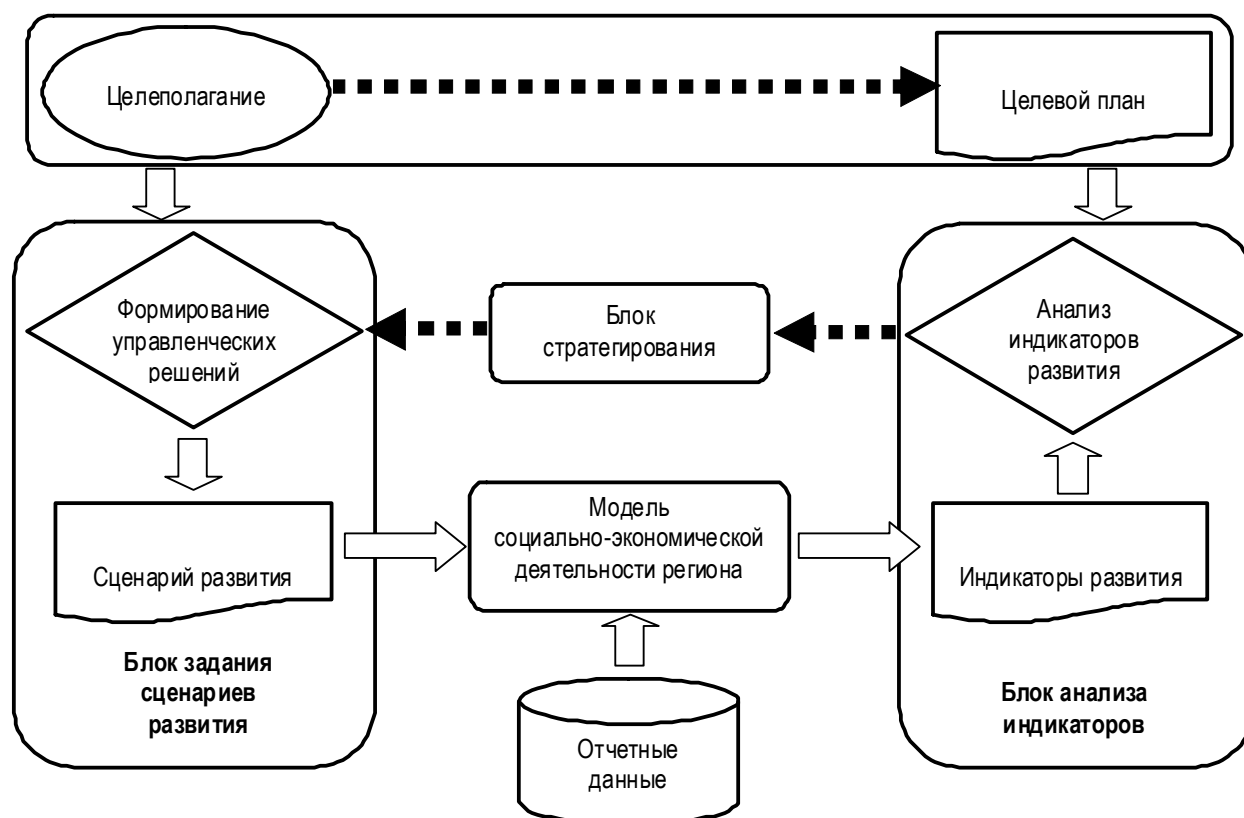 Целеполагание
Целевой план
Формирование
управленческих
решений
Блок
стратегирования
Анализ
индикаторов
развития
Сценарий развития
Модель
социально-экономической
деятельности региона
Индикаторы развития
Блок задания
сценариев
развития
Отчетные
данные
Блок анализа
индикаторов